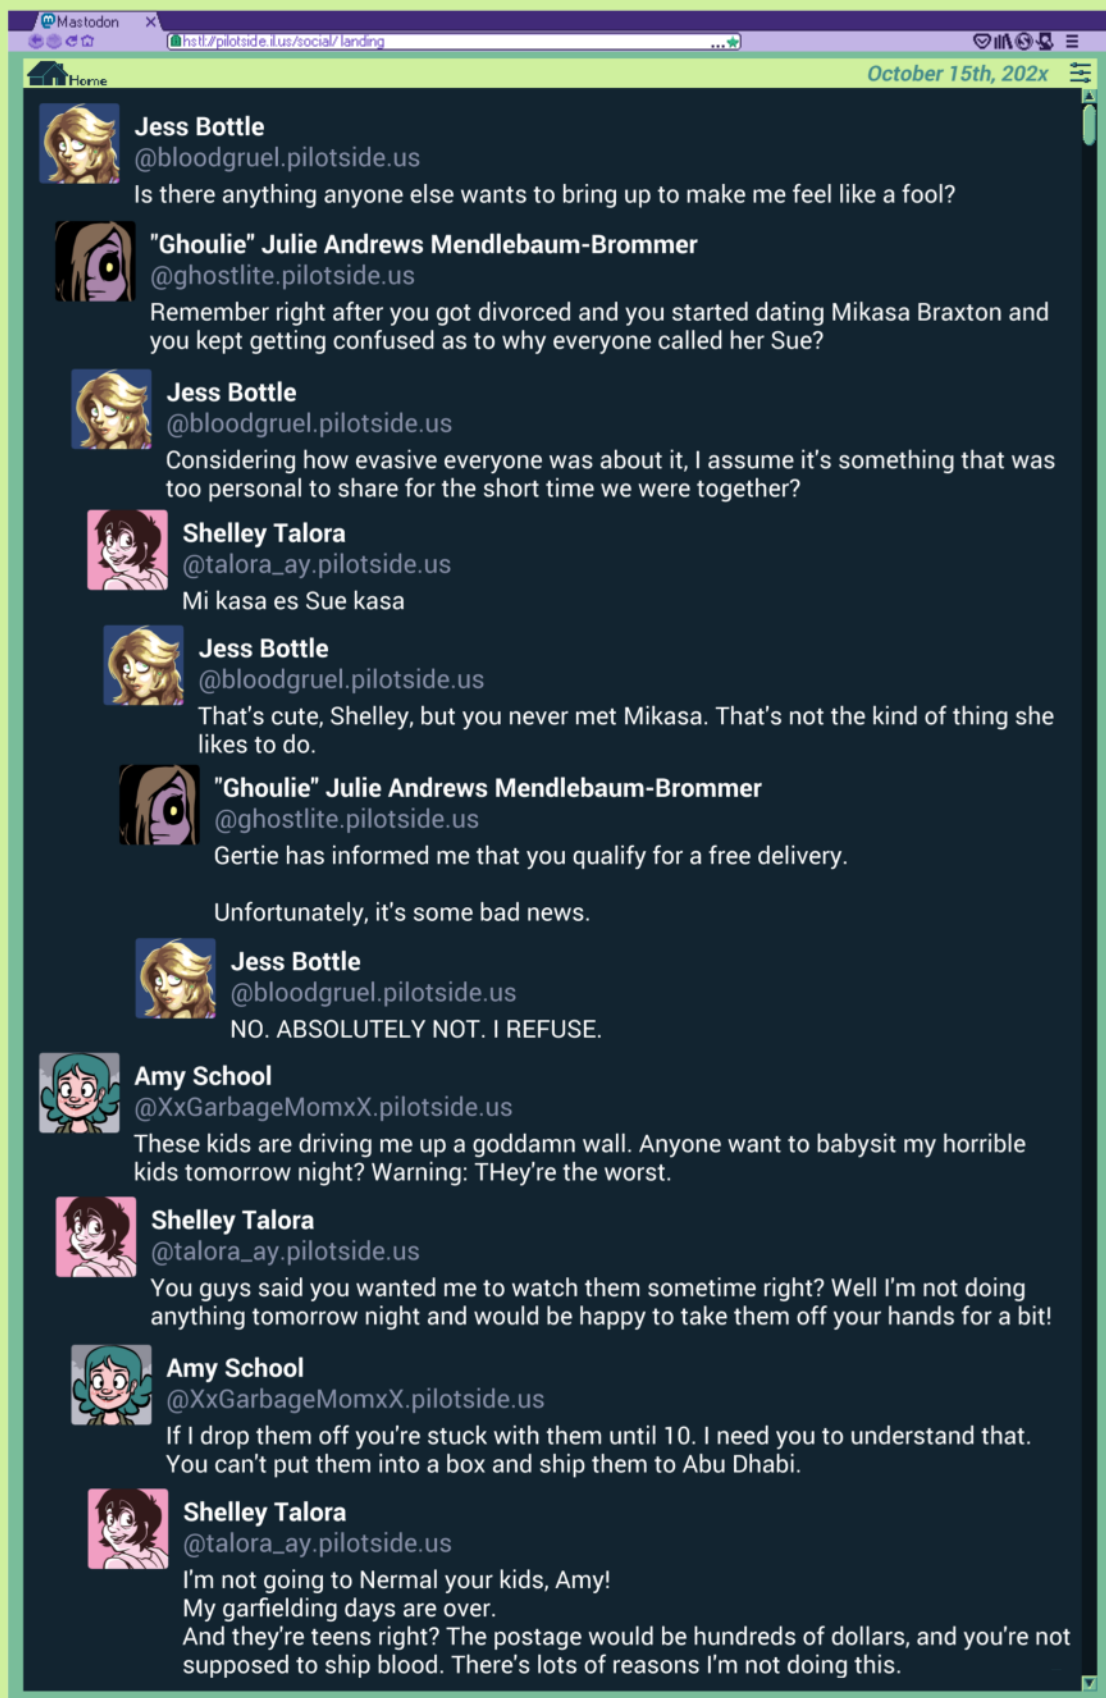 Mastodon
hstl://pilotside.il.us/social/landing
Home
October 15th, 202x
Jess Bottle
@bloodgruel.pilotside.us
Is there anything anyone else wants to bring up to make me feel like a fool?
"Ghoulie" Julie Andrews Mendlebaum-Brommer
@ghostlite.pilotside.us
Remember right after you got divorced and you started dating Mikasa Braxton and
you kept getting confused as to why everyone called her Sue?
Jess Bottle
@bloodgruel.pilotside.us
Considering how evasive everyone was about it, I assume it's something that was
too personal to share for the short time we were together?
Shelley Talora
@talora_ay.pilotside.us
Mi kasa es Sue kasa
Jess Bottle
@bloodgruel.pilotside.us
That's cute, Shelley, but you never met Mikasa. That's not the kind of thing she
likes to do.
"Ghoulie" Julie Andrews Mendlebaum-Brommer
@ghostlite.pilotside.us
Gertie has informed me that you qualify for a free delivery.
Unfortunately, it's some bad news.
Jess Bottle
@bloodgruel.pilotside.us
NO. ABSOLUTELY NOT. I REFUSE.
Amy School
@XxGarbageMomxX.pilotside.us
These kids are driving me up a goddamn wall. Anyone want to babysit my horrible
kids tomorrow night? Warning: THey're the worst.
Shelley Talora
@talora_ay.pilotside.us
You guys said you wanted me to watch them sometime right? Well I'm not doing
anything tomorrow night and would be happy to take them off your hands for a bit!
Amy School
@XxGarbageMomxX.pilotside.us
If I drop them off you're stuck with them until 10. I need you to understand that.
You can't put them into a box and ship them to Abu Dhabi.
Shelley Talora
@talora_ay.pilotside.us
I'm not going to Nermal your kids, Amy!
My garfielding days are over.
And they're teens right? The postage would be hundreds of dollars, and you're not
supposed to ship blood. There's lots of reasons I'm not doing this.